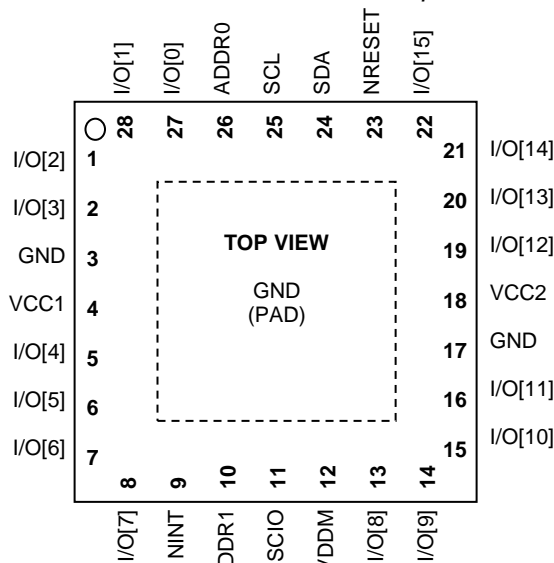 I/O[1] I/O[0] ADDR0 SCL SDA NRESET I/O[15]
28 27 26 25 24 23 22
I/O[2] 1 21 I/O[14]
I/O[3] 2 20 I/O[13]
GND 3 19 I/O[12]
VCC1 4 18 VCC2
I/O[4] 5 17 GND
I/O[5] 6 16 I/O[11]
I/O[6] 7 15 I/O[10]
TOP VIEW
GND
(PAD)
8 9 10 11 12 13 14
I/O[7] NINT DDR1 SCIO VDDM I/O[8] I/O[9]